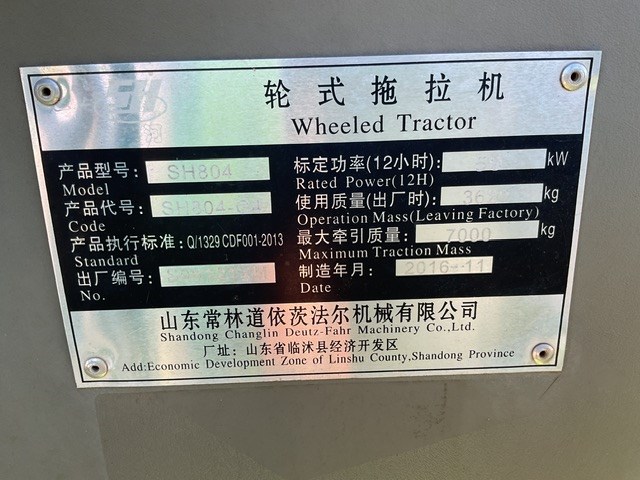 轮式拖拉机
Wheeled Tractor
产品型号: SH804
Model
产品代号:
Code
产品执行标准: Q/1329 CDF001-2013
Standard
出厂编号:
No.
标定功率(12小时): kW
Rated Power(12H)
使用质量(出厂时): kg
Operation Mass(Leaving Factory)
最大牵引质量: 7000 kg
Maximum Traction Mass
制造年月: 2016-11
Date
山东常林道依茨法尔机械有限公司
Shandong Changlin Deutz-Fahr Machinery Co.,Ltd.
厂址: 山东省临沭县经济开发区
Add:Economic Development Zone of Linshu County,Shandong Province